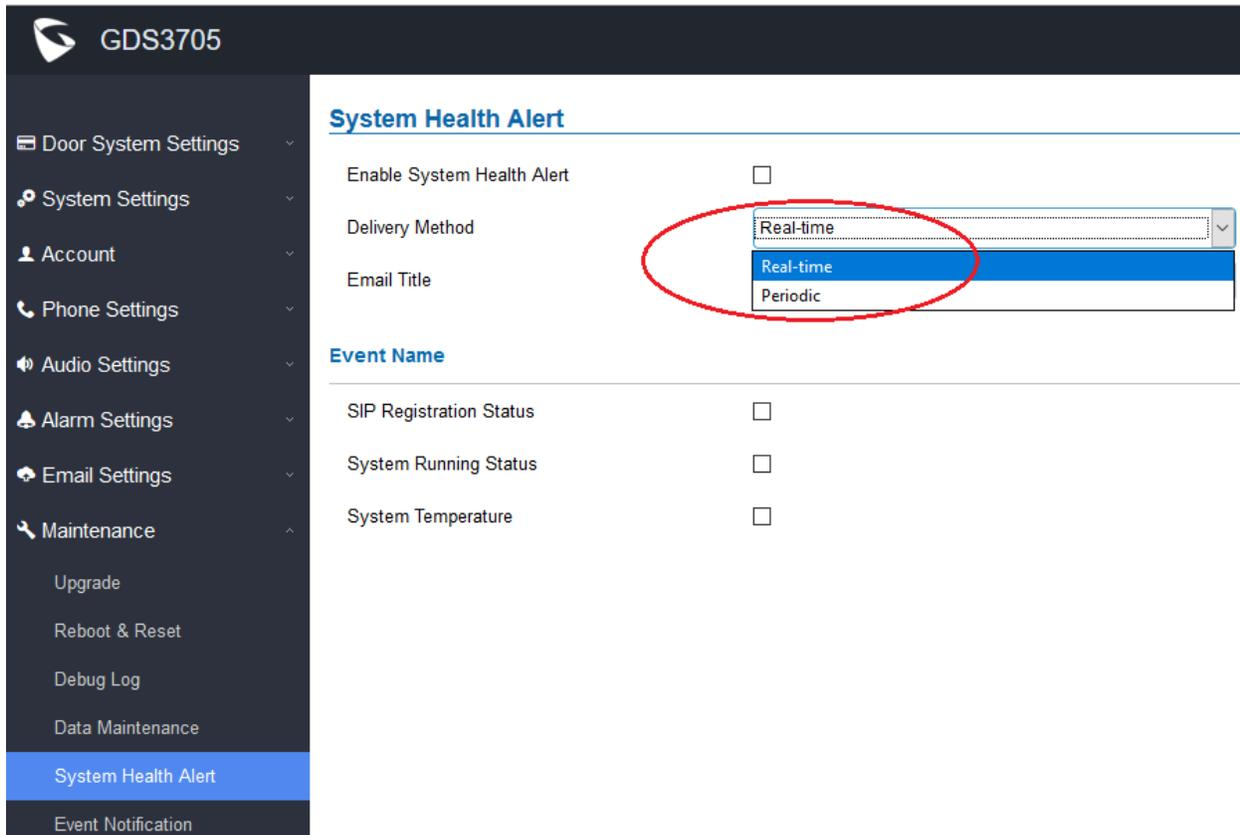 GDS3705
Door System Settings
System Settings
Account
Phone Settings
Audio Settings
Alarm Settings
Email Settings
Maintenance
Upgrade
Reboot & Reset
Debug Log
Data Maintenance
System Health Alert
Event Notification
System Health Alert
Enable System Health Alert
Delivery Method Real-time
Real-time
Email Title
Periodic
Event Name
SIP Registration Status
System Running Status
System Temperature